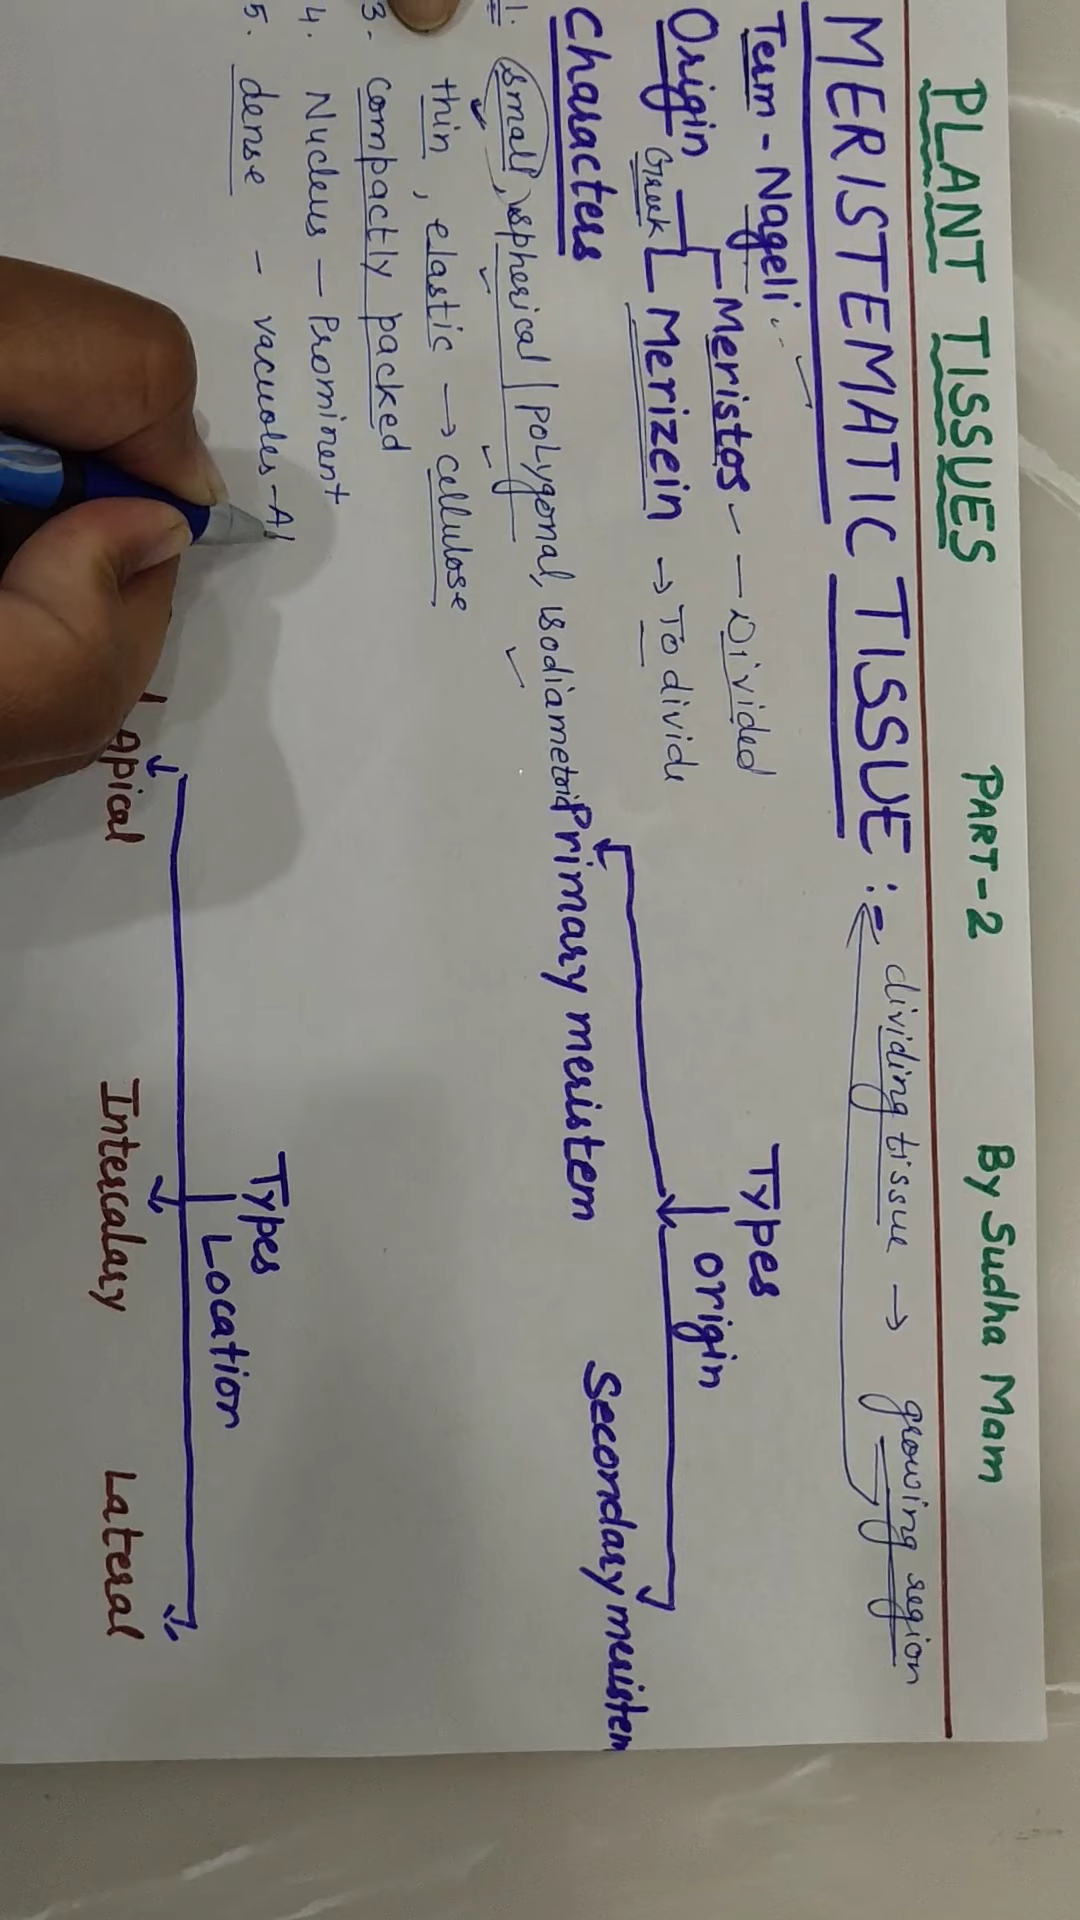 PLANT TISSUES PART-2 By Sudha Mam
MERISTEMATIC TISSUE :- dividing tissue → growing region
Term - Nageli
Origin Meristos - - Divided
Greek Merizein → To divide
Characters
1. small, spherical | polygonal, isodiametric
thin, elastic → cellulose
3. compactly packed
4. Nucleus - Prominent
5. dense - vacuoles - A
Types
Origin
Primary meristem Secondary meristem
Types
Location
Apical Intercalary Lateral